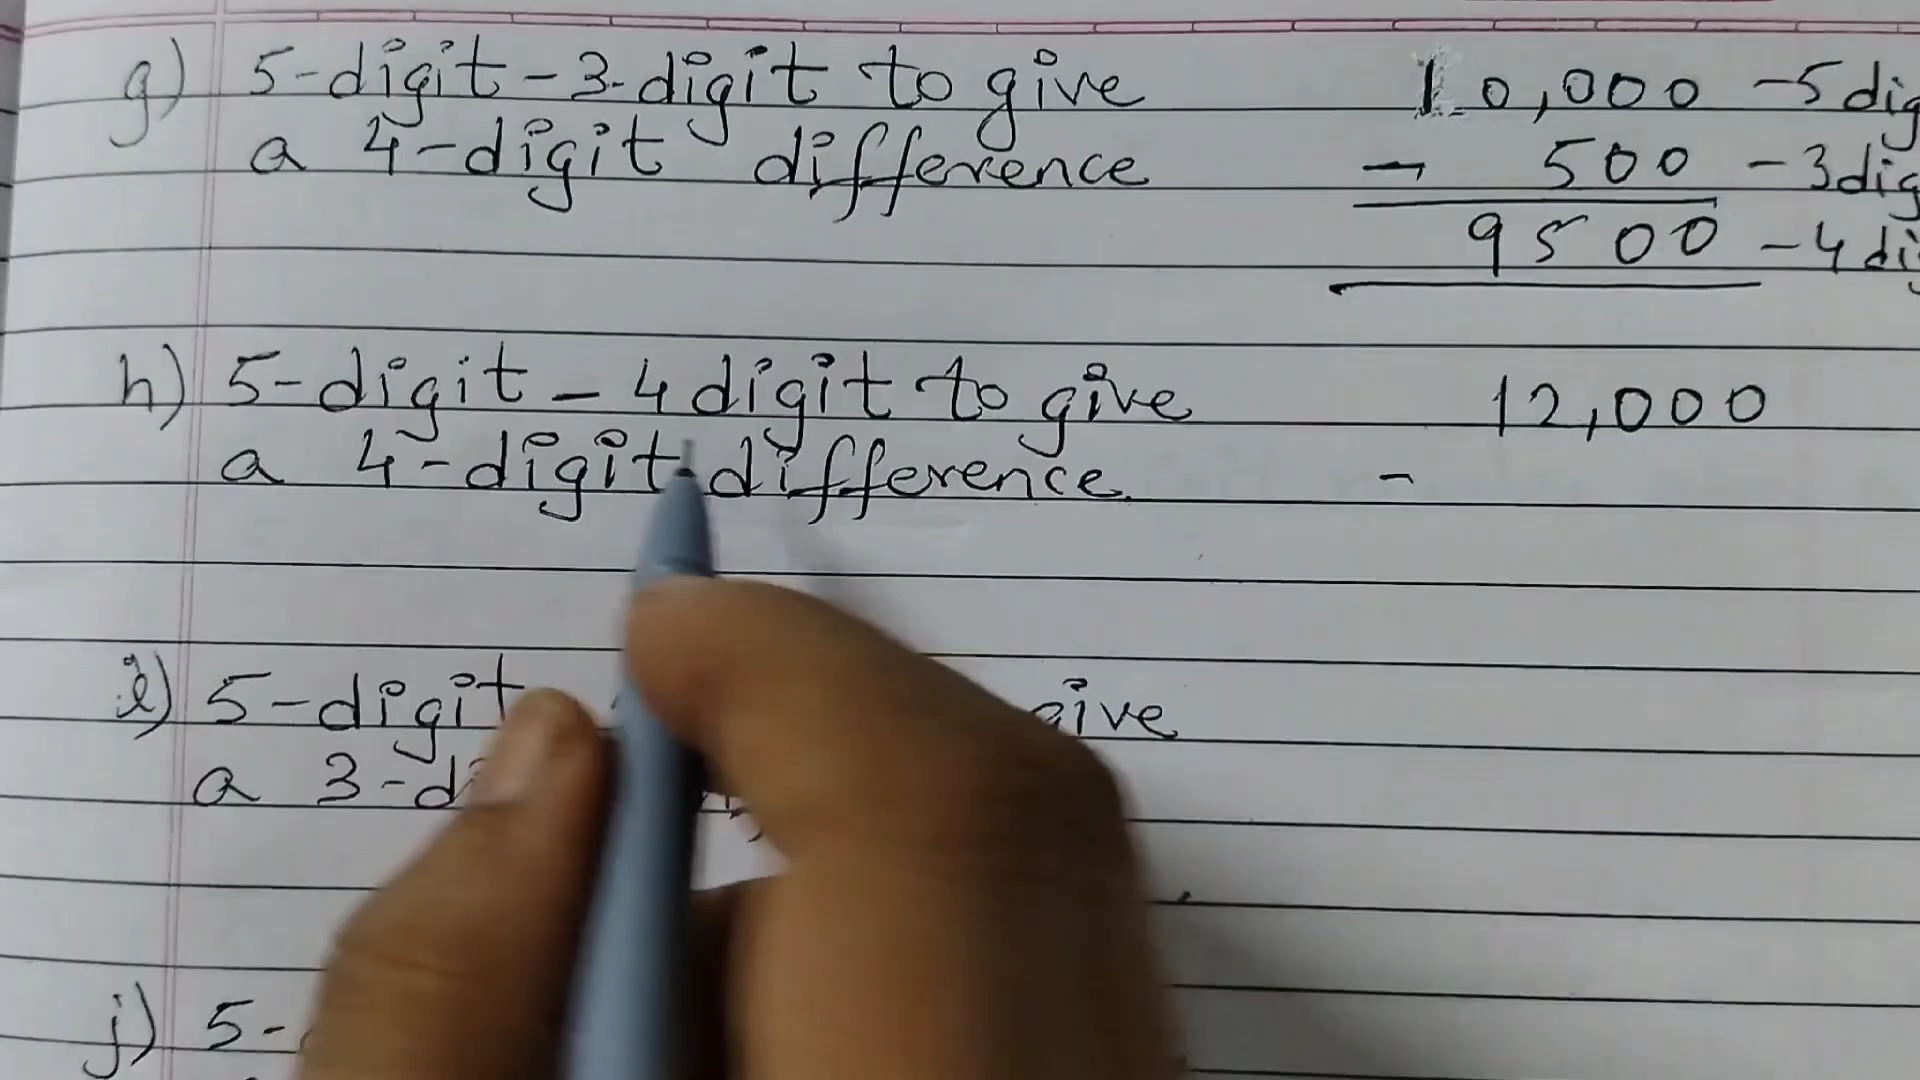 g) 5-digit - 3-digit to give 10,000 - 5 dig
a 4-digit difference - 500 - 3 dig
9500 - 4 di
h) 5-digit - 4 digit to give 12,000
a 4-digit difference. -
i) 5-digit give
a 3-di
j) 5-